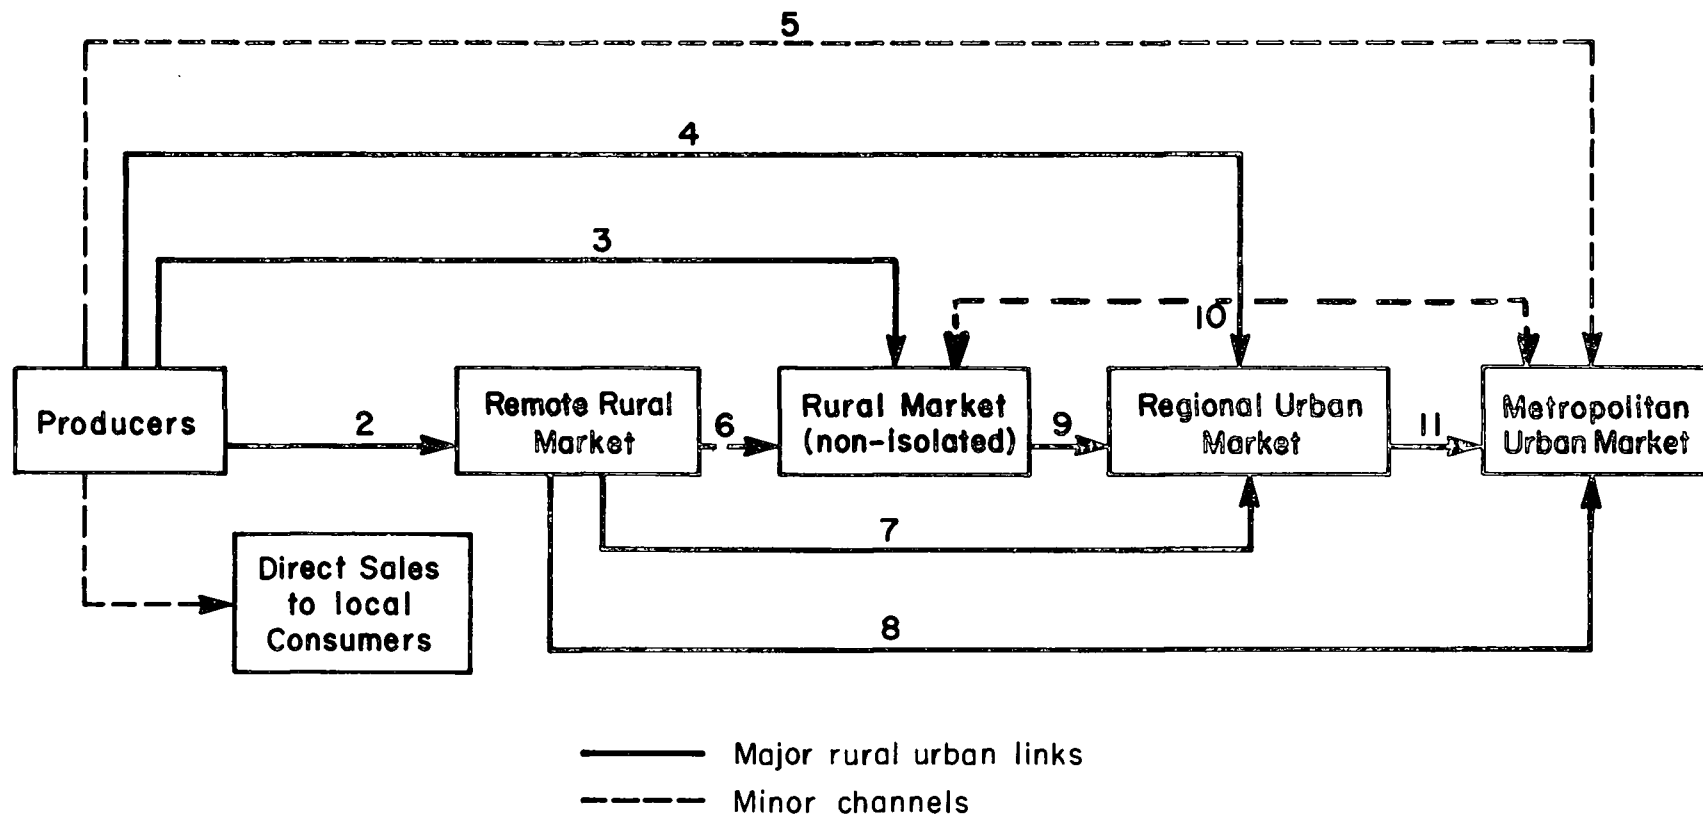 5
4
3
10
Producers
2
Remote Rural
Market
6
Rural Market
(non-isolated)
9
Regional Urban
Market
11
Metropolitan
Urban Market
7
Direct Sales
to local
Consumers
8
Major rural urban links
Minor channels